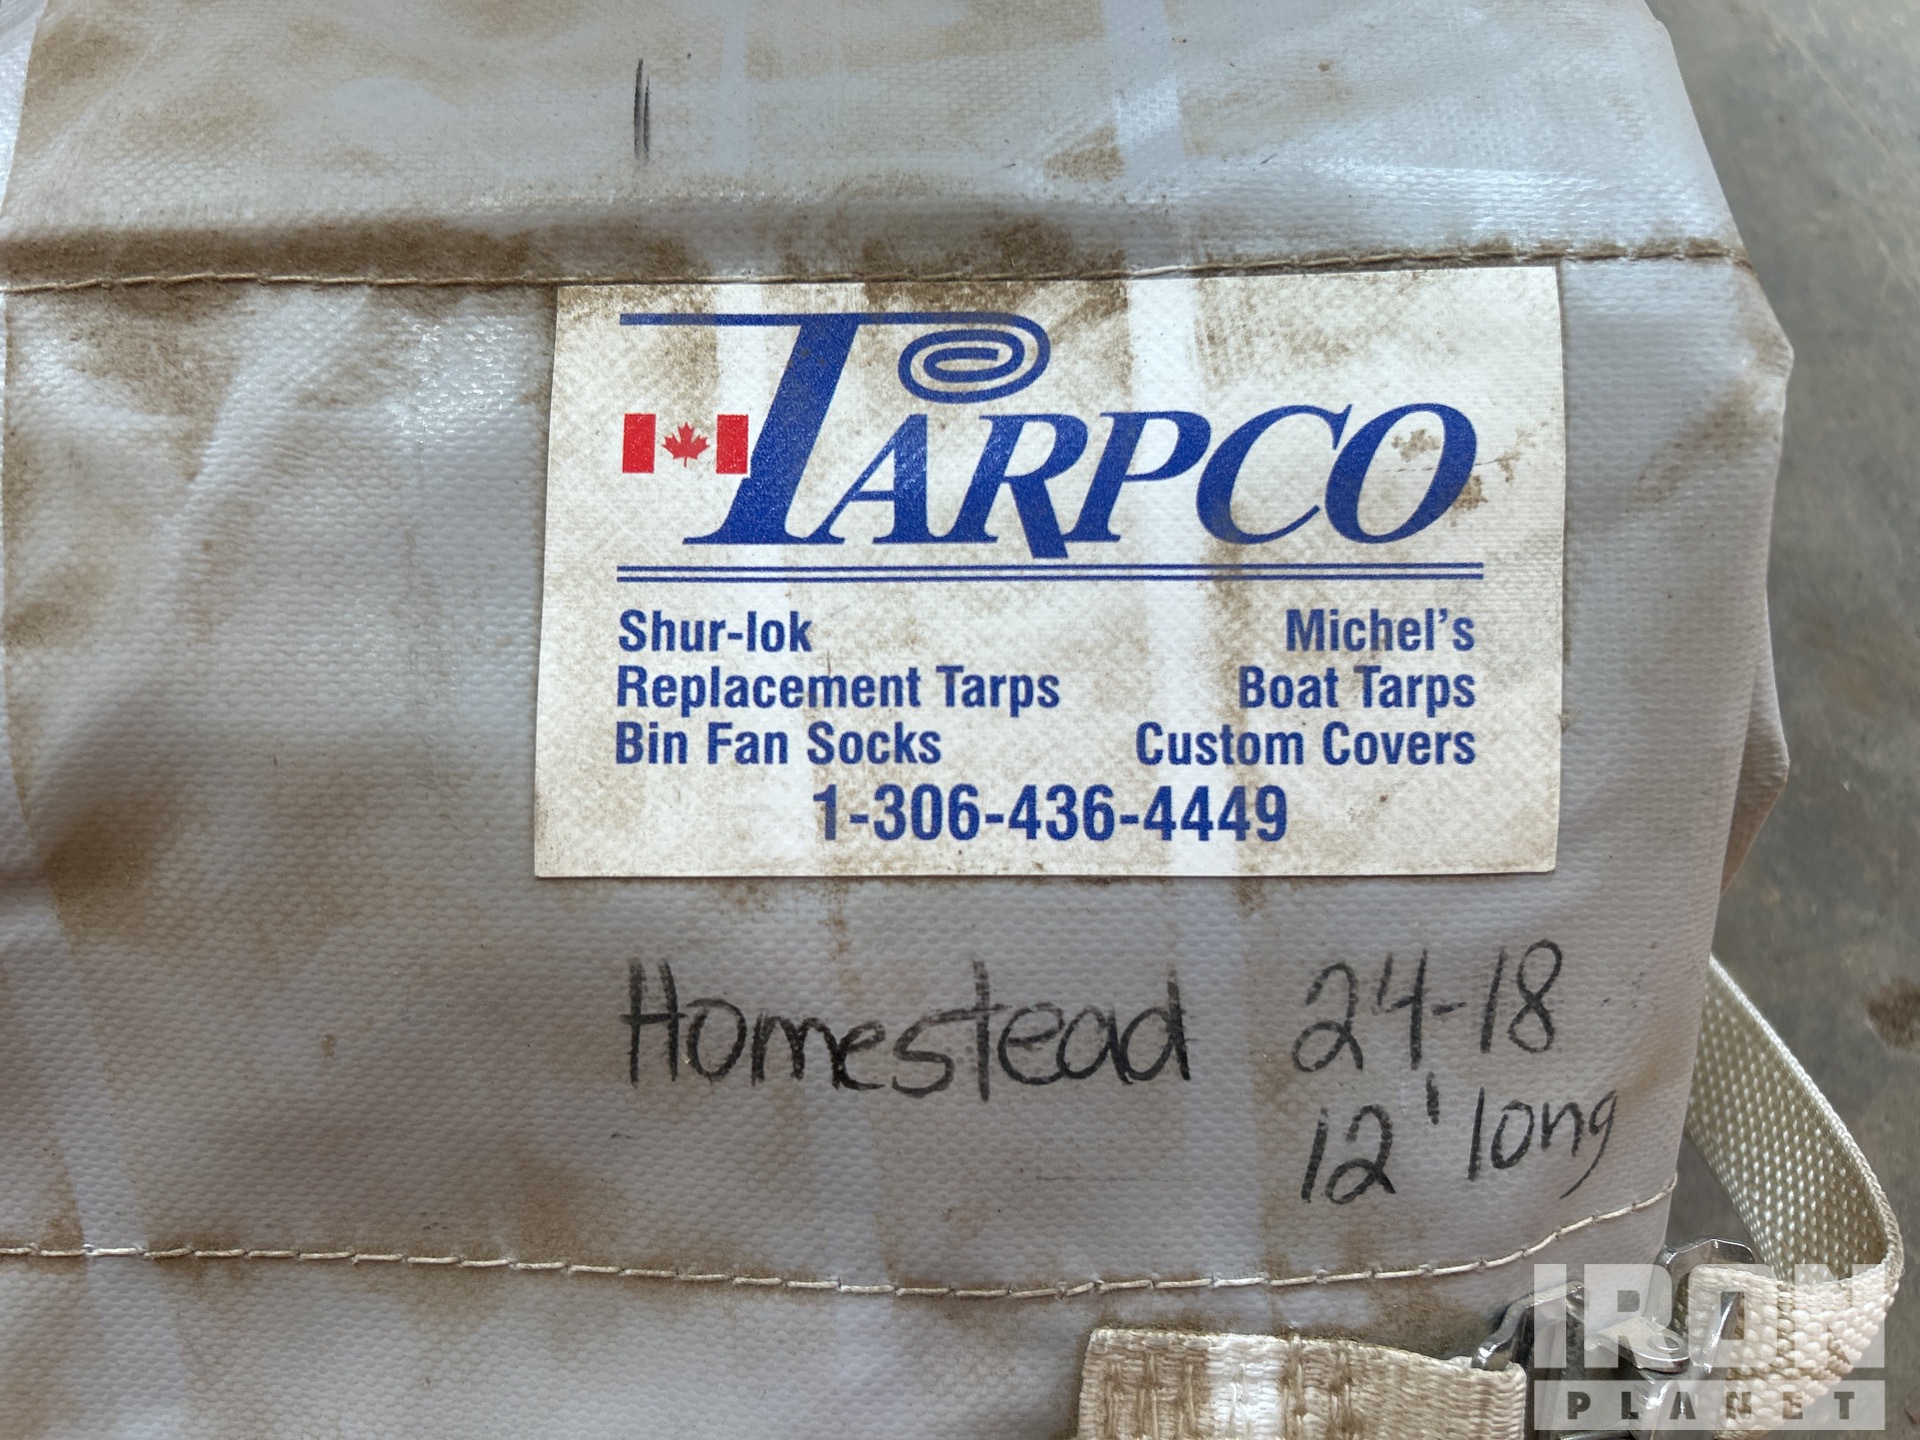 TARPCO
Shur-lok
Replacement Tarps
Bin Fan Socks
Michel's
Boat Tarps
Custom Covers
1-306-436-4449
Homestead 24-18
12' long
IRON
PLANET